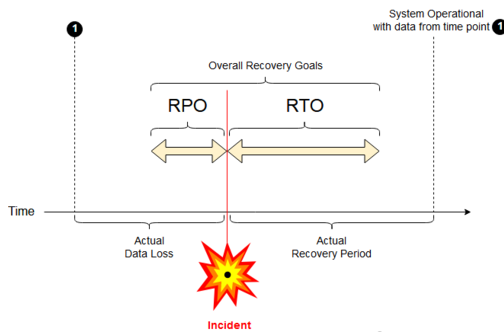 System Operational
with data from time point 1
1
Overall Recovery Goals
RPO
RTO
Time
Actual
Data Loss
Actual
Recovery Period
Incident